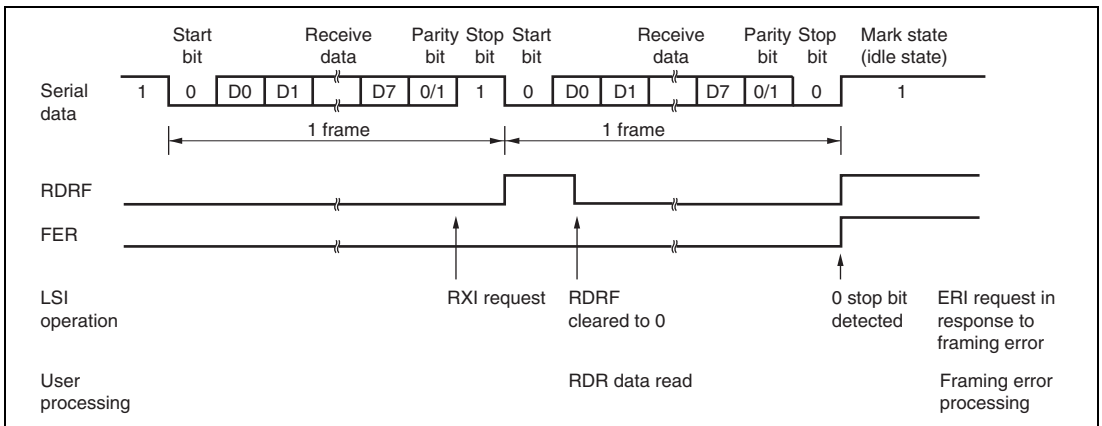 Start bit Receive data Parity bit Stop bit Start bit Receive data Parity bit Stop bit Mark state (idle state)
Serial data 1 0 D0 D1 D7 0/1 1 0 D0 D1 D7 0/1 0 1
1 frame 1 frame
RDRF
FER
LSI operation RXI request RDRF cleared to 0 0 stop bit detected ERI request in response to framing error
User processing RDR data read Framing error processing